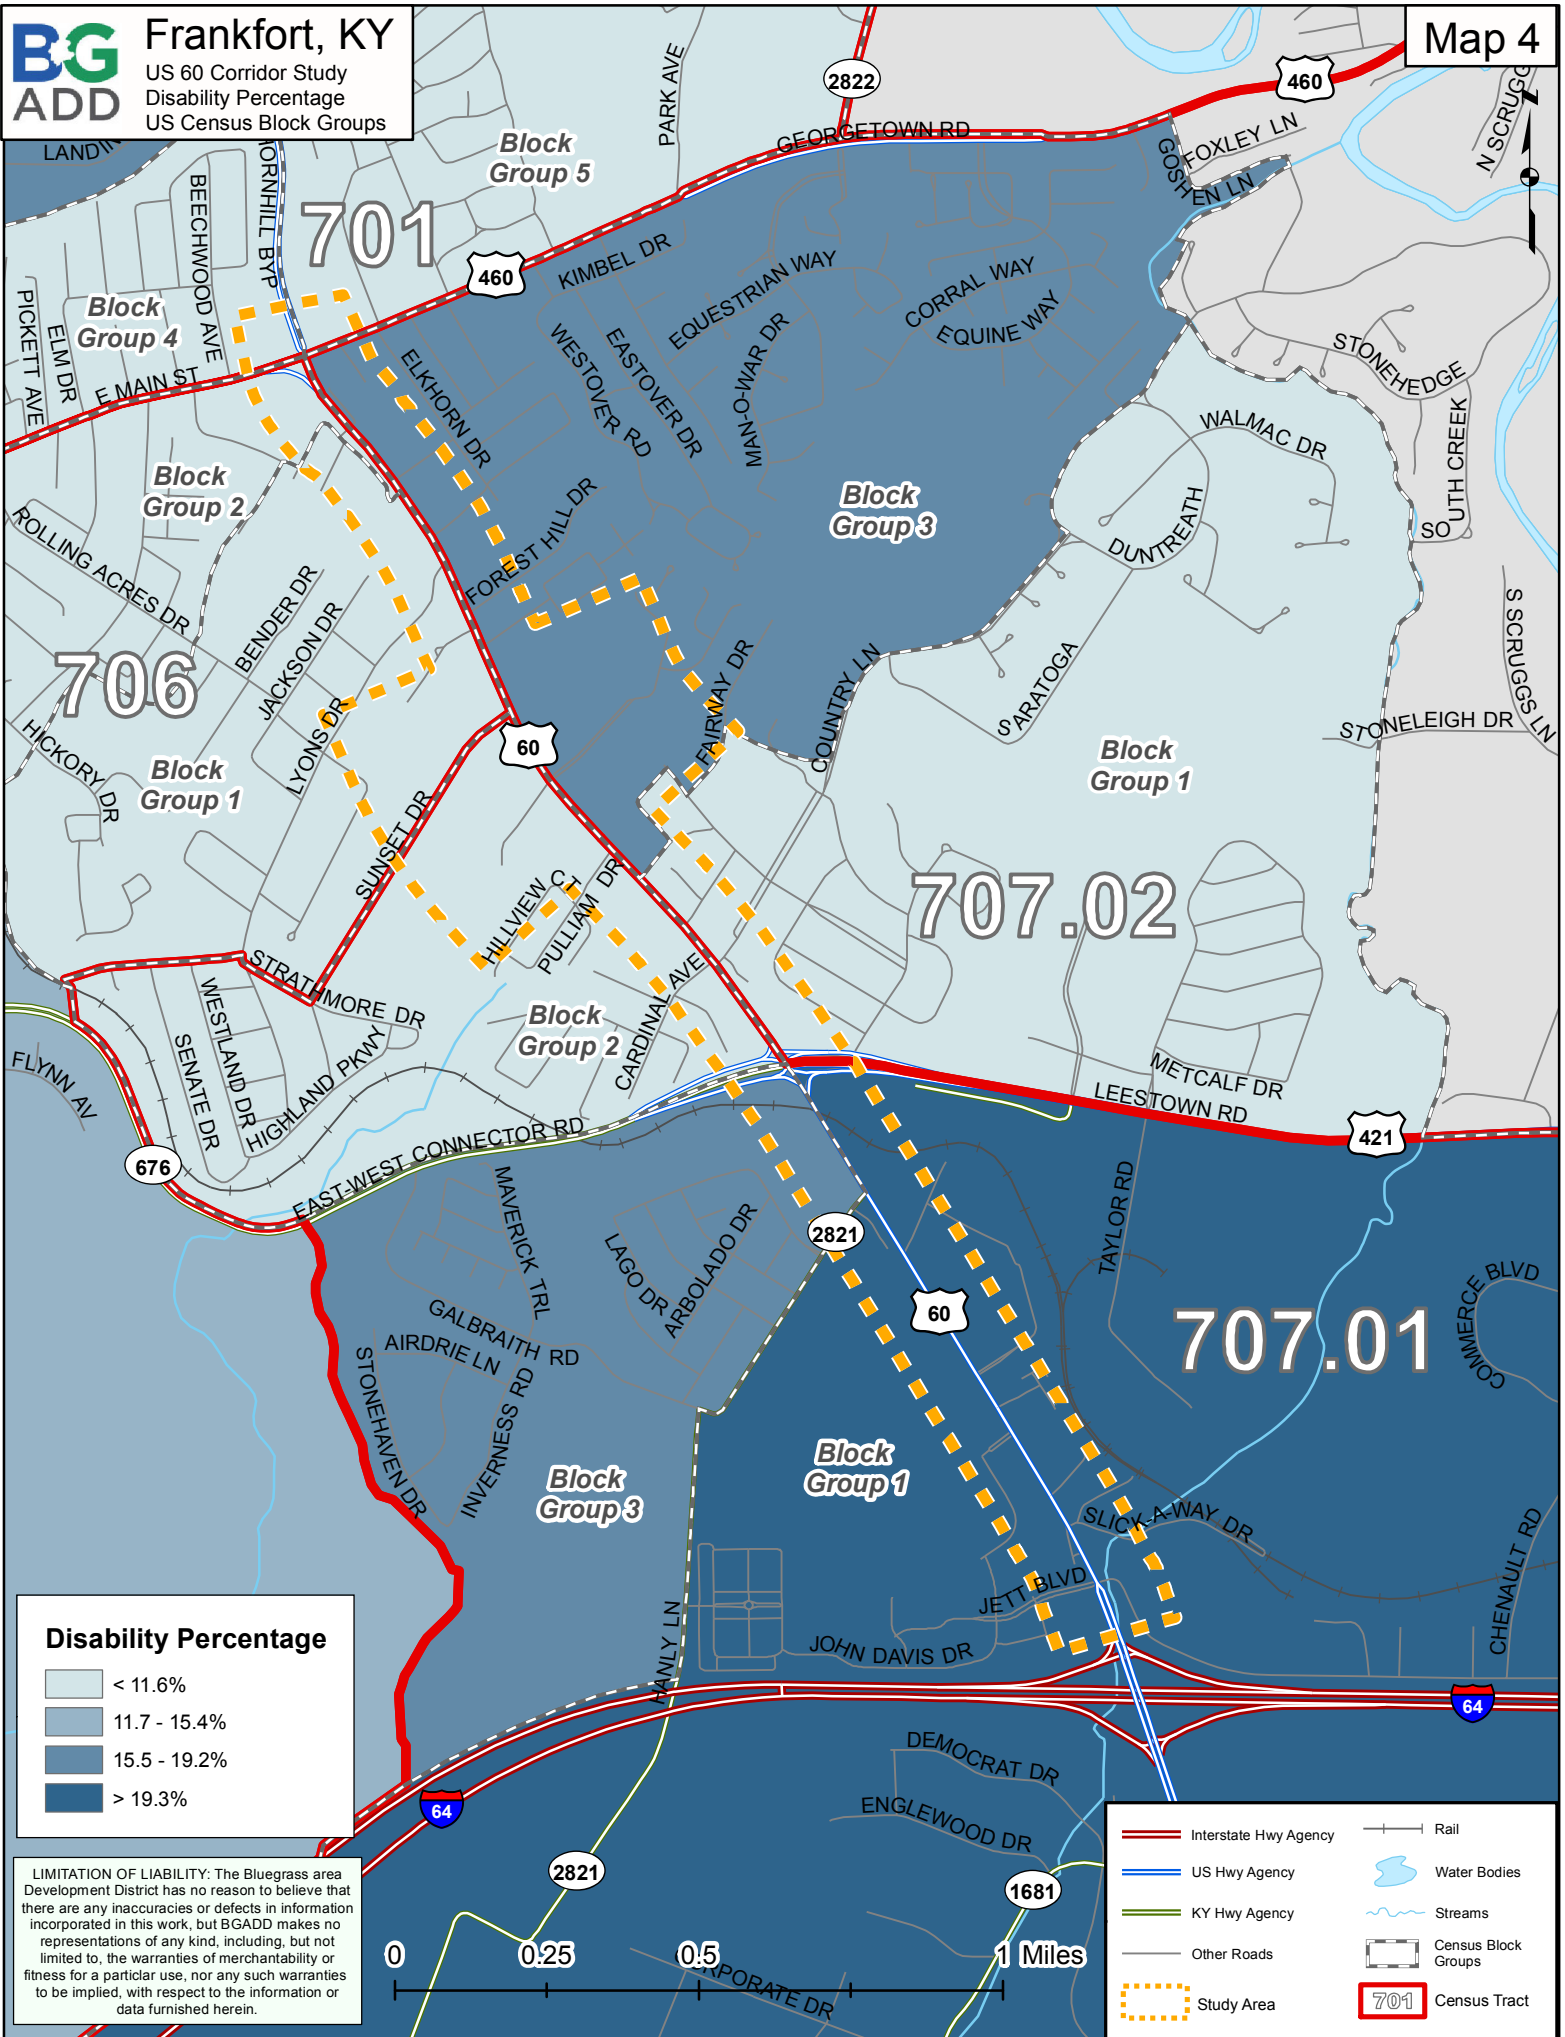 BG
ADD
Frankfort, KY
US 60 Corridor Study
Disability Percentage
US Census Block Groups
Map 4
460
2822
PARK AVE
GEORGETOWN RD
FOXLEY LN
GOSHEN LN
N SCRUGG
LANDIN
Block
Group 5
701
BEECHWOOD AVE
HORNHILL BYP
460
KIMBEL DR
EQUESTRIAN WAY
CORRAL WAY
EQUINE WAY
PICKETT AVE
ELM DR
Block
Group 4
E MAIN ST
ELKHORN DR
WESTOVER RD
EASTOVER DR
MAN-O-WAR DR
STONEHEDGE
SOUTH CREEK
WALMAC DR
Block
Group 2
Block
Group 3
FOREST HILL DR
DUNTREATH
ROLLING ACRES DR
BENDER DR
JACKSON DR
706
LYONS DR
FAIRWAY DR
COUNTRY LN
SARATOGA
S SCRUGGS LN
STONELEIGH DR
HICKORY DR
Block
Group 1
60
Block
Group 1
SUNSET DR
HILLVIEW CT
PULLIAM DR
707.02
STRATHMORE DR
WESTLAND DR
SENATE DR
HIGHLAND PKWY
Block
Group 2
CARDINAL AVE
METCALF DR
LEESTOWN RD
421
FLYNN AV
676
EAST-WEST CONNECTOR RD
MAVERICK TRL
LAGO DR
ARBOLADO DR
2821
60
TAYLOR RD
707.01
COMMERCE BLVD
GALBRAITH RD
AIRDRIE LN
STONEHAVEN DR
INVERNESS RD
Block
Group 3
Block
Group 1
SLICK-A-WAY DR
JETT BLVD
JOHN DAVIS DR
HANLY LN
CHENAULT RD
64
64
DEMOCRAT DR
ENGLEWOOD DR
2821
1681
CORPORATE DR
Disability Percentage
< 11.6%
11.7 - 15.4%
15.5 - 19.2%
> 19.3%
LIMITATION OF LIABILITY: The Bluegrass area
Development District has no reason to believe that
there are any inaccuracies or defects in information
incorporated in this work, but BGADD makes no
representations of any kind, including, but not
limited to, the warranties of merchantability or
fitness for a particlar use, nor any such warranties
to be implied, with respect to the information or
data furnished herein.
0 0.25 0.5 1 Miles
Interstate Hwy Agency
US Hwy Agency
KY Hwy Agency
Other Roads
Study Area
Rail
Water Bodies
Streams
Census Block
Groups
701 Census Tract